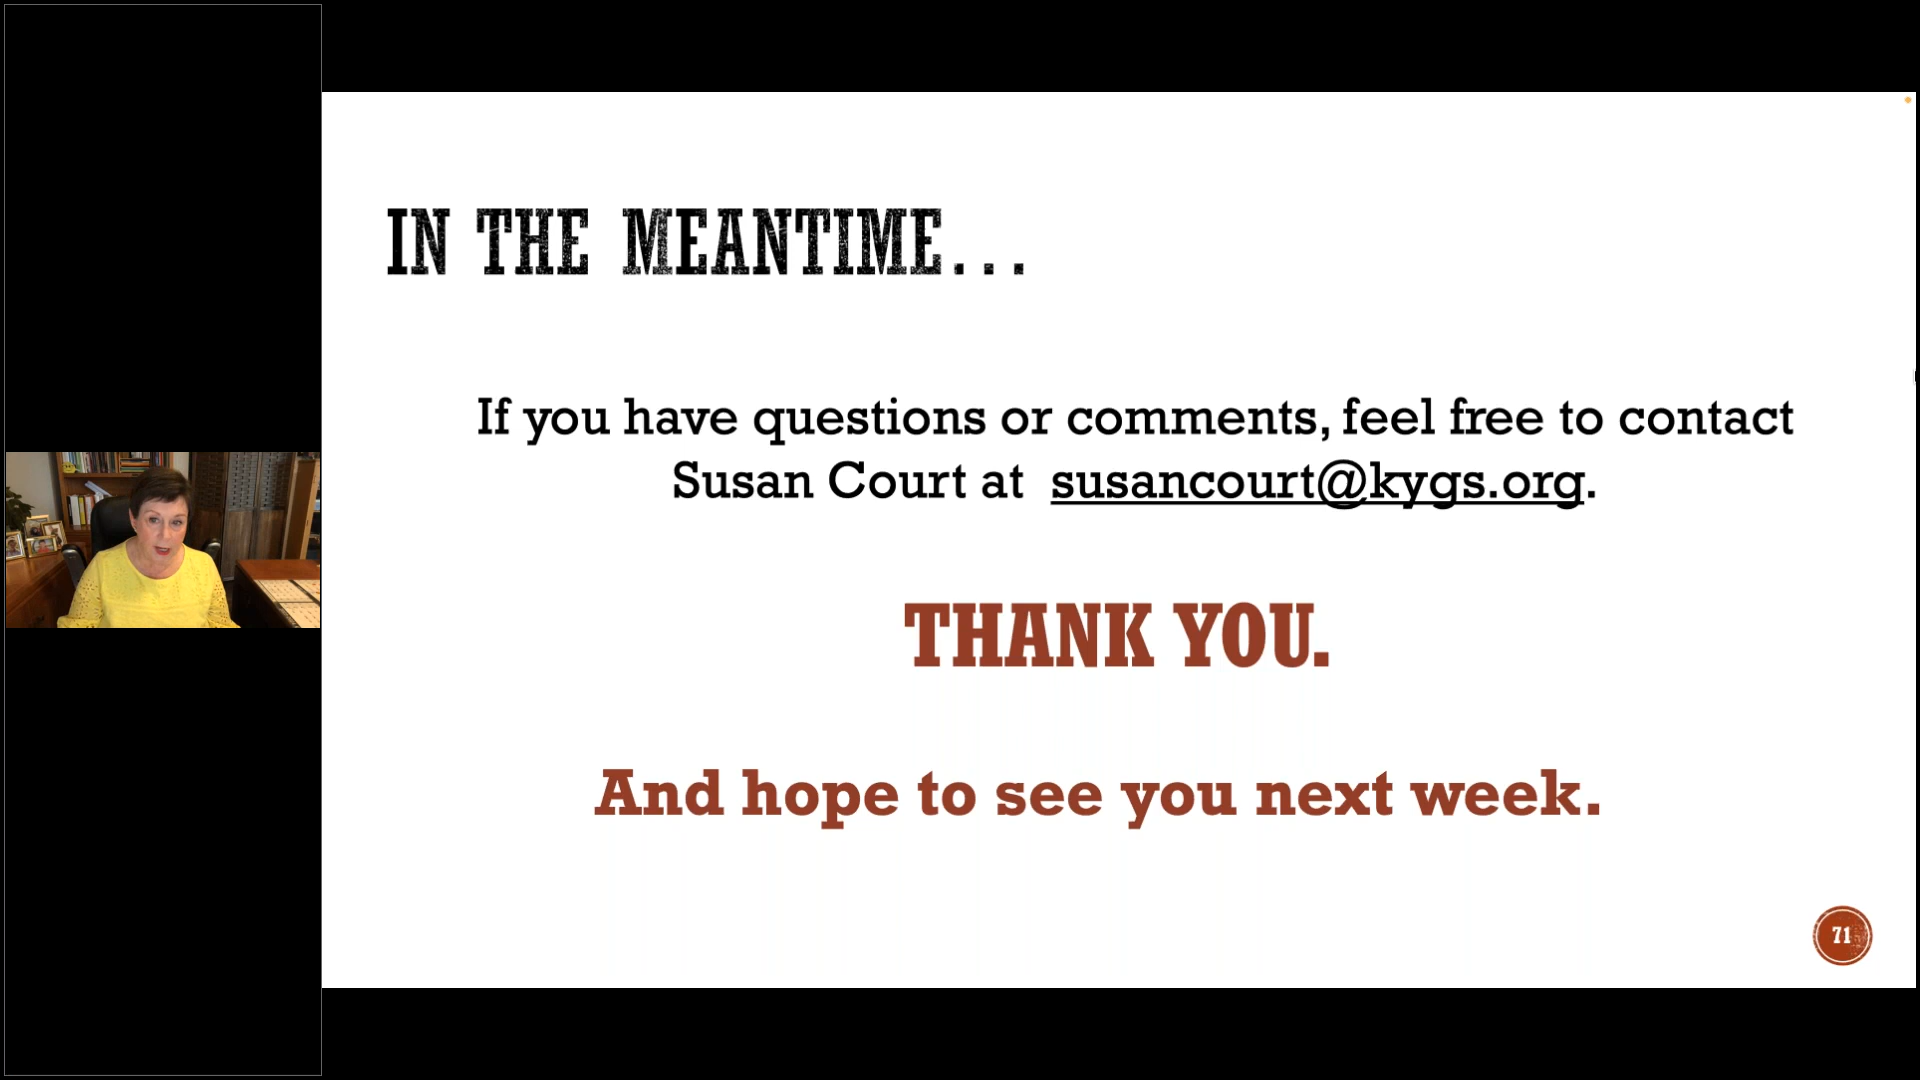 IN THE MEANTIME...
If you have questions or comments, feel free to contact
Susan Court at susancourt@kygs.org.
THANK YOU.
And hope to see you next week.
71